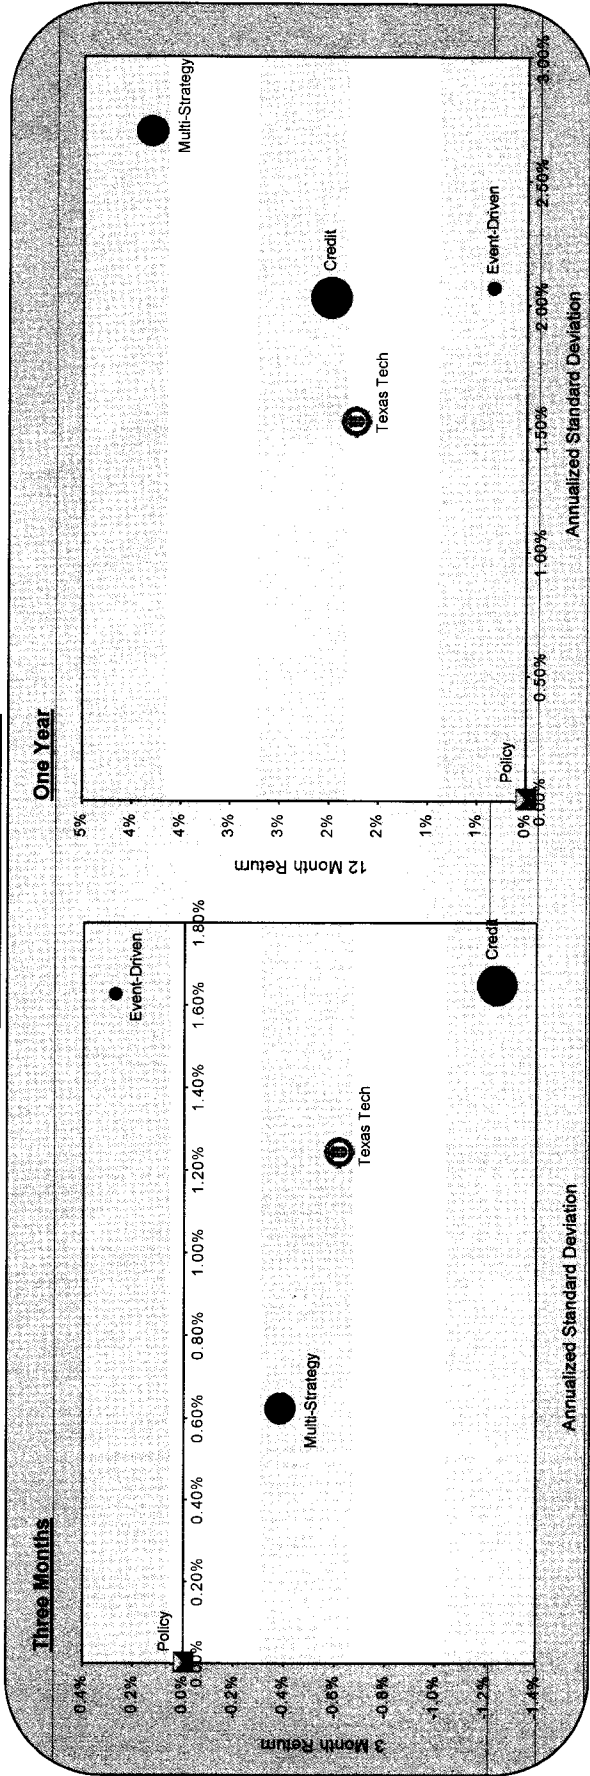 Three Months
3 Month Return
0.4%
0.2%
0.0%
-0.2%
-0.4%
-0.6%
-0.8%
-1.0%
-1.2%
-1.4%
0.00%
0.20%
0.40%
0.60%
0.80%
1.00%
1.20%
1.40%
1.60%
1.80%
Policy
Multi-Strategy
Texas Tech
Event-Driven
Credit
Annualized Standard Deviation
One Year
12 Month Return
5%
4%
4%
3%
3%
2%
2%
1%
1%
0%
0.00%
0.50%
1.00%
1.50%
2.00%
2.50%
3.00%
Policy
Texas Tech
Credit
Event-Driven
Multi-Strategy
Annualized Standard Deviation